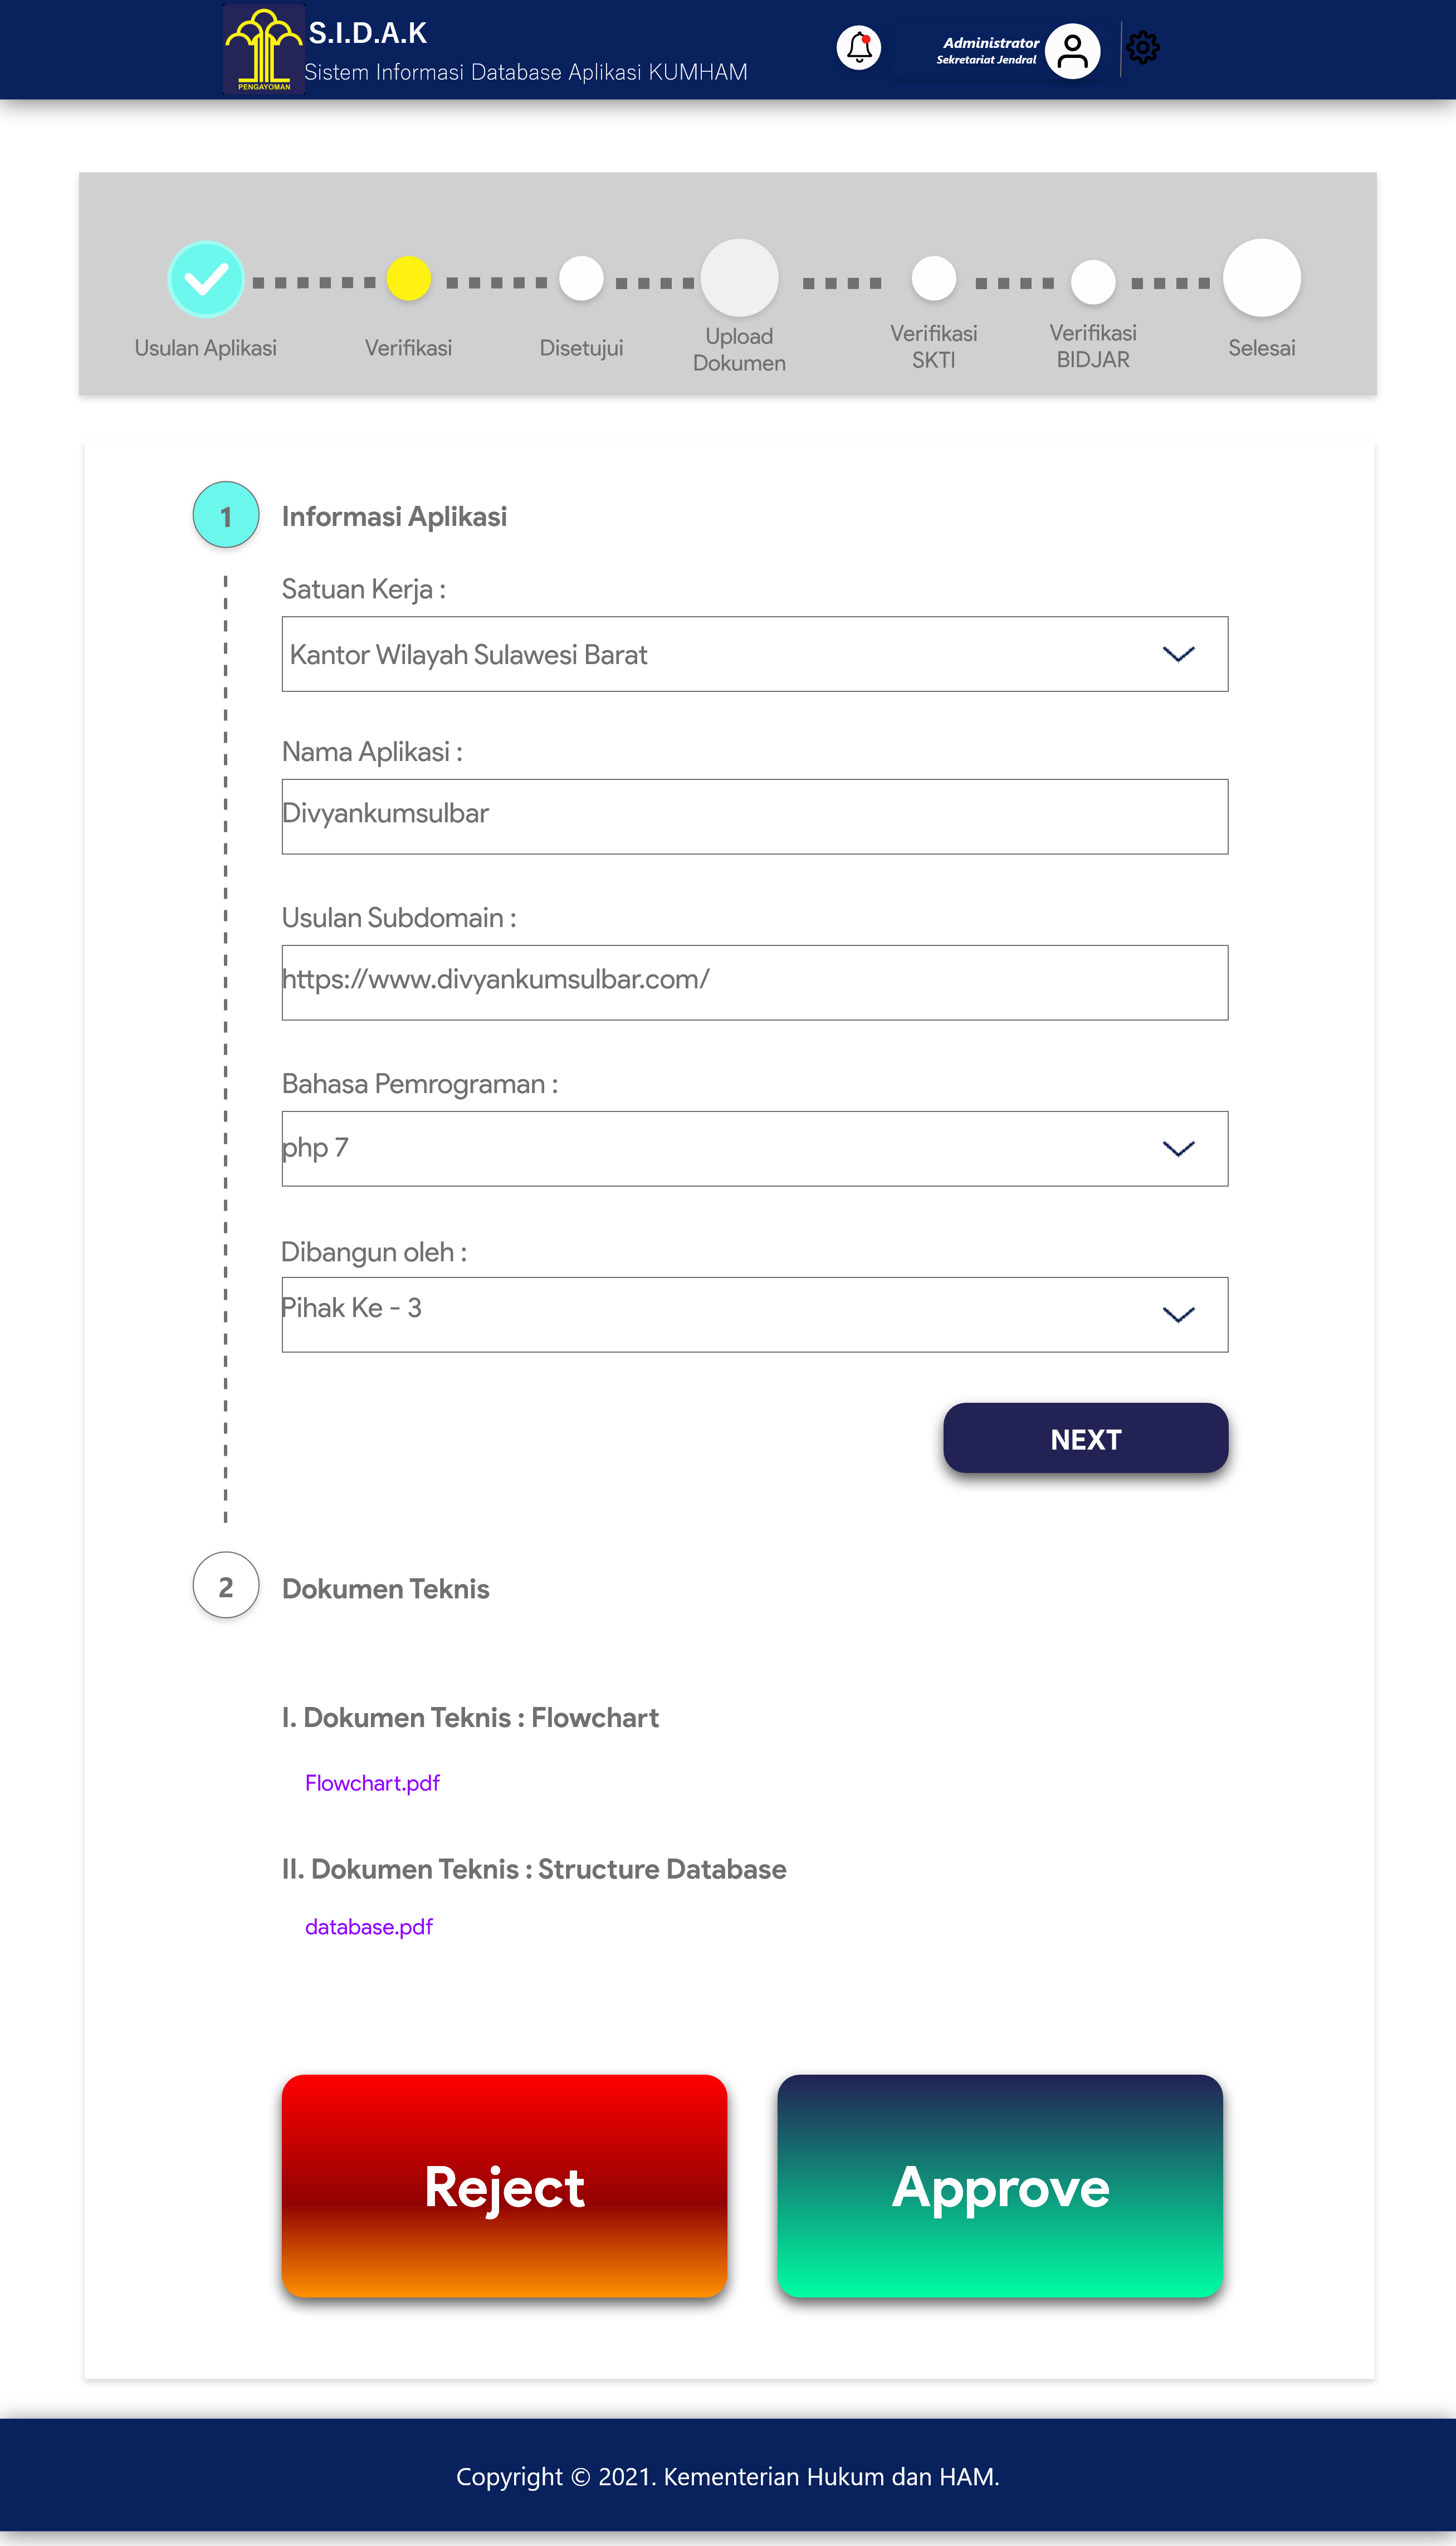 S.I.D.A.K
Sistem Informasi Database Aplikasi KUMHAM
PENGAYOMAN
Administrator
Sekretariat Jendral
Usulan Aplikasi
Verifikasi
Disetujui
Upload
Dokumen
Verifikasi
SKTI
Verifikasi
BIDJAR
Selesai
1
Informasi Aplikasi
Satuan Kerja :
Kantor Wilayah Sulawesi Barat
Nama Aplikasi :
Divyankumsulbar
Usulan Subdomain :
https://www.divyankumsulbar.com/
Bahasa Pemrograman :
php 7
Dibangun oleh :
Pihak Ke - 3
NEXT
2
Dokumen Teknis
I. Dokumen Teknis : Flowchart
Flowchart.pdf
II. Dokumen Teknis : Structure Database
database.pdf
Reject
Approve
Copyright © 2021. Kementerian Hukum dan HAM.